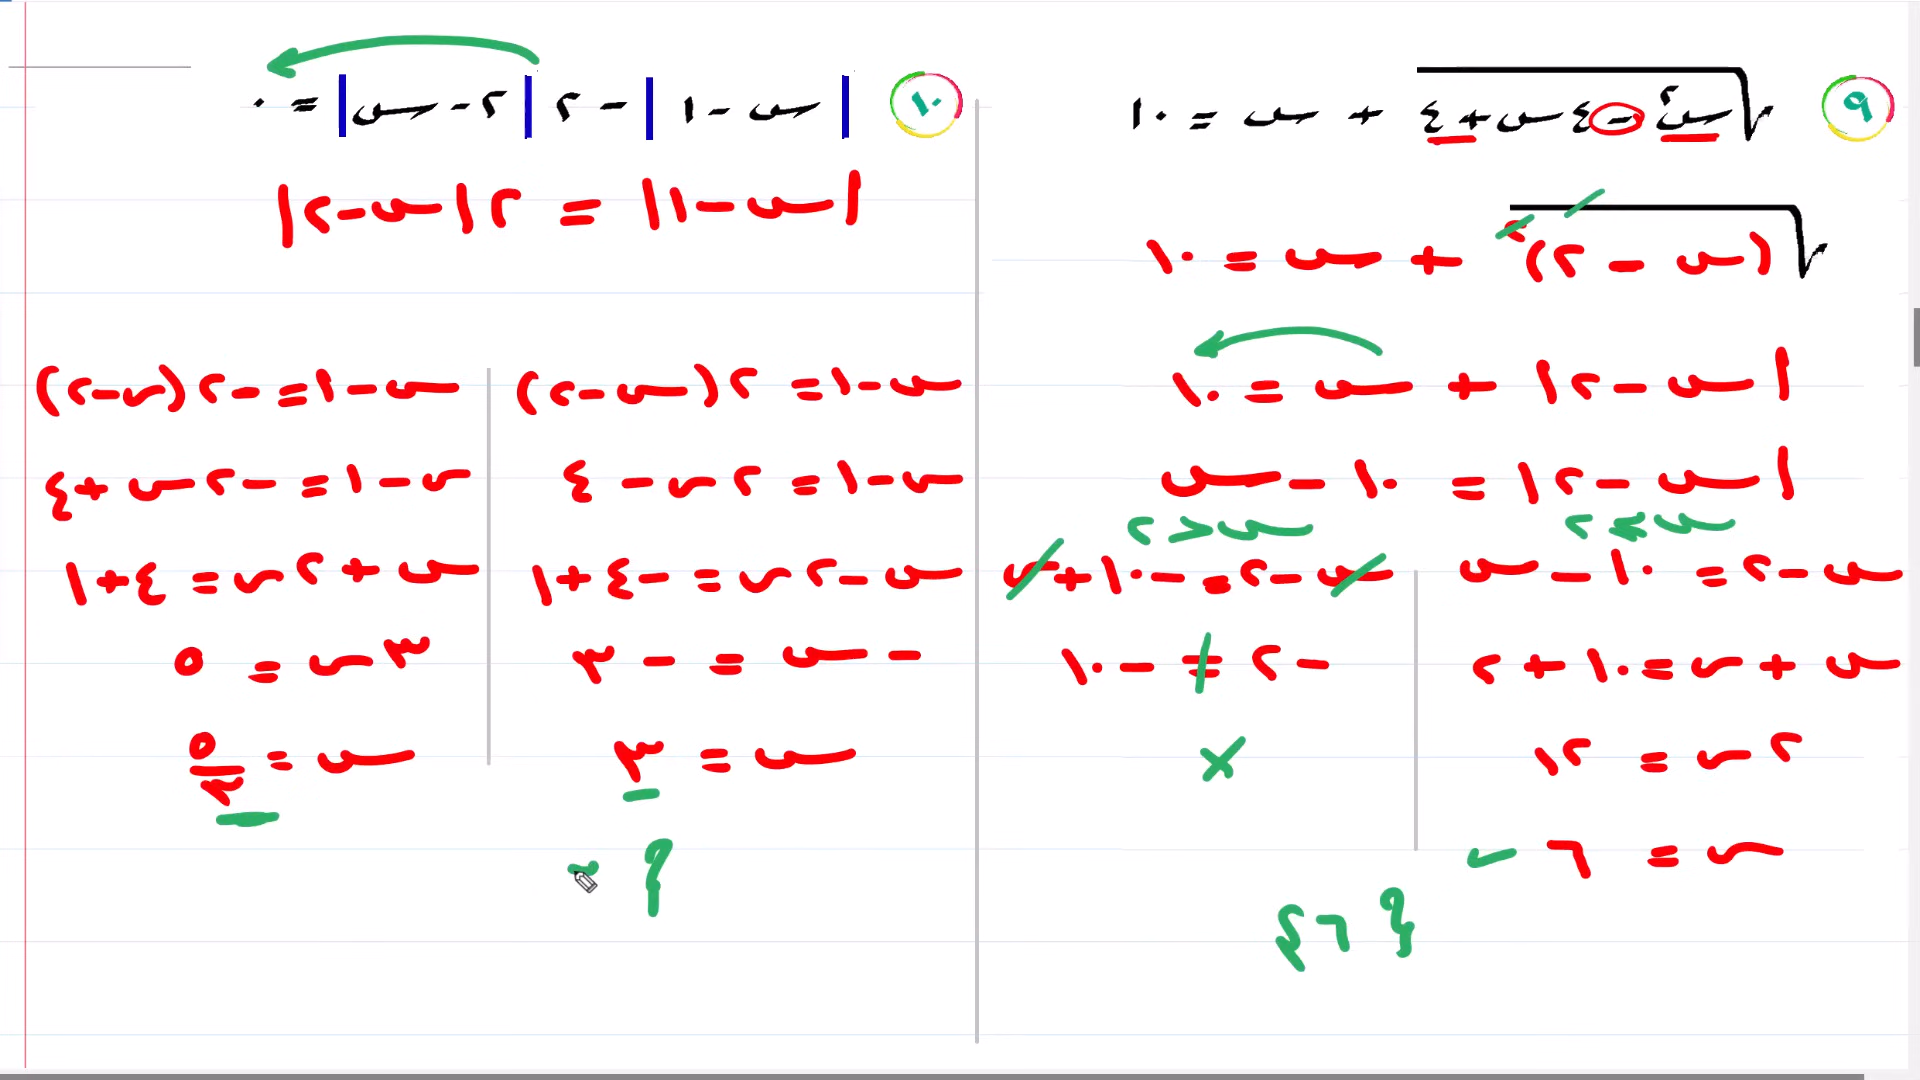 ٩
√(س٢ - ٤س + ٤) + س = ١٠
√(س - ٢)٢ + س = ١٠
|س - ٢| + س = ١٠
|س - ٢| = ١٠ - س
س ≥ ٢
س - ٢ = ١٠ - س
س + س = ١٠ + ٢
٢س = ١٢
س = ٦ ✓
س < ٢
س - ٢ = -١٠ + س
-٢ ≠ -١٠
×
{٦}
١٠
|س - ١| - ٢|٢ - س| = ٠
|س - ١| = ٢|س - ٢|
س - ١ = ٢(س - ٢)
س - ١ = ٢س - ٤
س - ٢س = -٤ + ١
- س = -٣
س = ٣
س - ١ = -٢(س - ٢)
س - ١ = -٢س + ٤
س + ٢س = ٤ + ١
٣س = ٥
س = ٥/٣